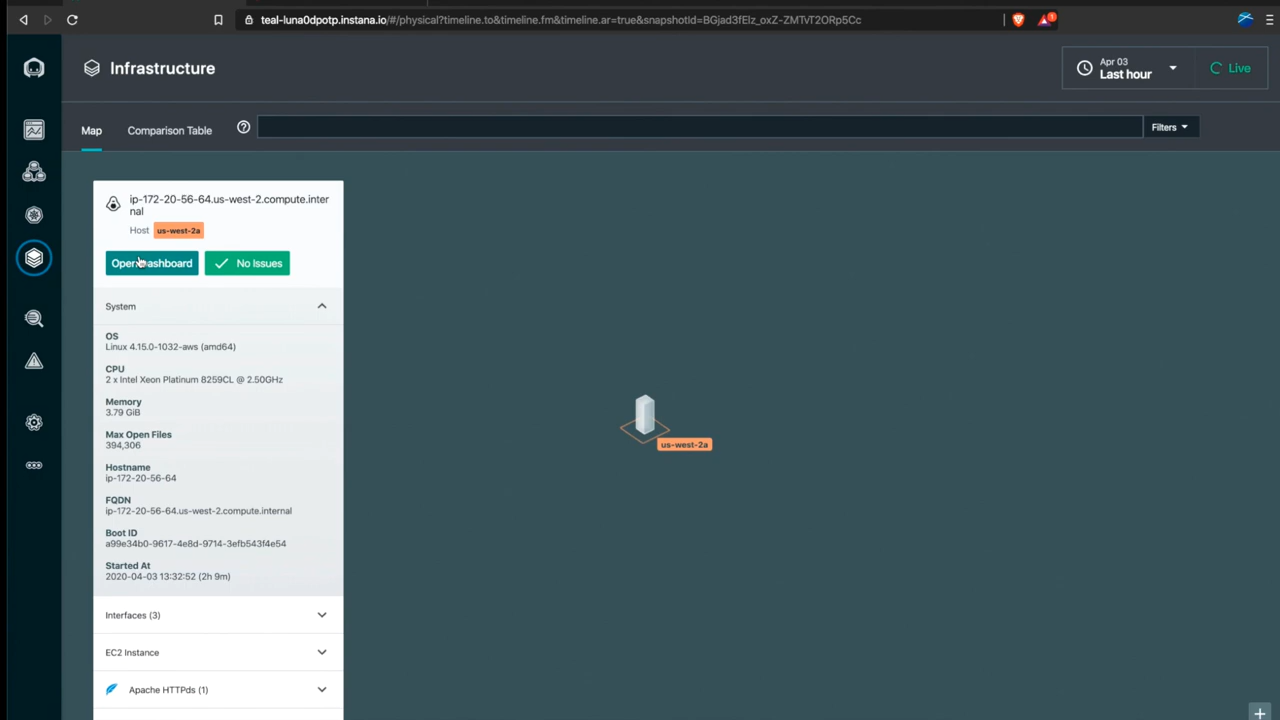 teal-luna0dpotp.instana.io/#/physical?timeline.to&timeline.fm&timeline.ar=true&snapshotId=BGjad3fElz_oxZ-ZMTVT2ORp5Cc
1
Infrastructure
Apr 03
Last hour
Live
Map
Comparison Table
Filters
ip-172-20-56-64.us-west-2.compute.inter
nal
Host us-west-2a
Open Dashboard
No Issues
System
OS
Linux 4.15.0-1032-aws (amd64)
CPU
2 x Intel Xeon Platinum 8259CL @ 2.50GHz
Memory
3.79 GiB
Max Open Files
394,306
Hostname
ip-172-20-56-64
FQDN
ip-172-20-56-64.us-west-2.compute.internal
Boot ID
a99e34b0-9617-4e8d-9714-3efb543f4e54
Started At
2020-04-03 13:32:52 (2h 9m)
Interfaces (3)
EC2 Instance
Apache HTTPds (1)
us-west-2a